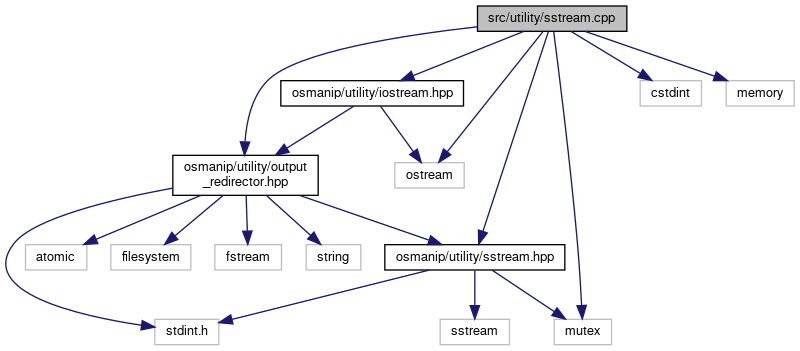 src/utility/sstream.cpp
osmanip/utility/iostream.hpp
cstdint
memory
osmanip/utility/output
_redirector.hpp
ostream
atomic
filesystem
fstream
string
osmanip/utility/sstream.hpp
stdint.h
sstream
mutex